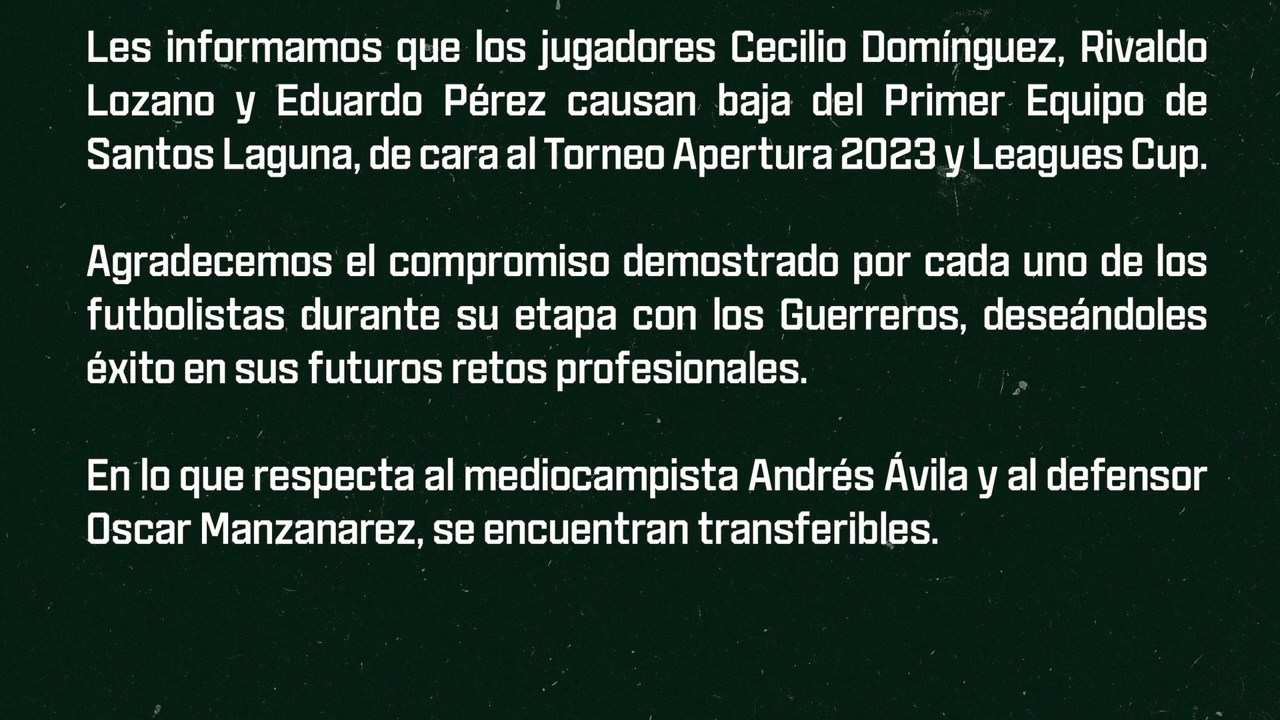 Les informamos que los jugadores Cecilio Domínguez, Rivaldo
Lozano y Eduardo Pérez causan baja del Primer Equipo de
Santos Laguna, de cara al Torneo Apertura 2023 y Leagues Cup.
Agradecemos el compromiso demostrado por cada uno de los
futbolistas durante su etapa con los Guerreros, deseándoles
éxito en sus futuros retos profesionales.
En lo que respecta al mediocampista Andrés Ávila y al defensor
Oscar Manzanarez, se encuentran transferibles.